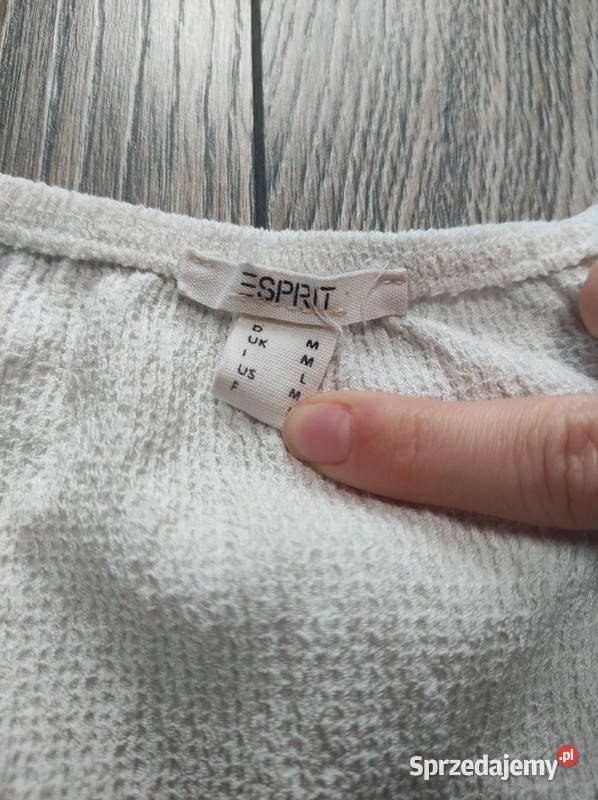 ESPRIT
D M
UK M
I L
US M
F
Sprzedajemy.pl